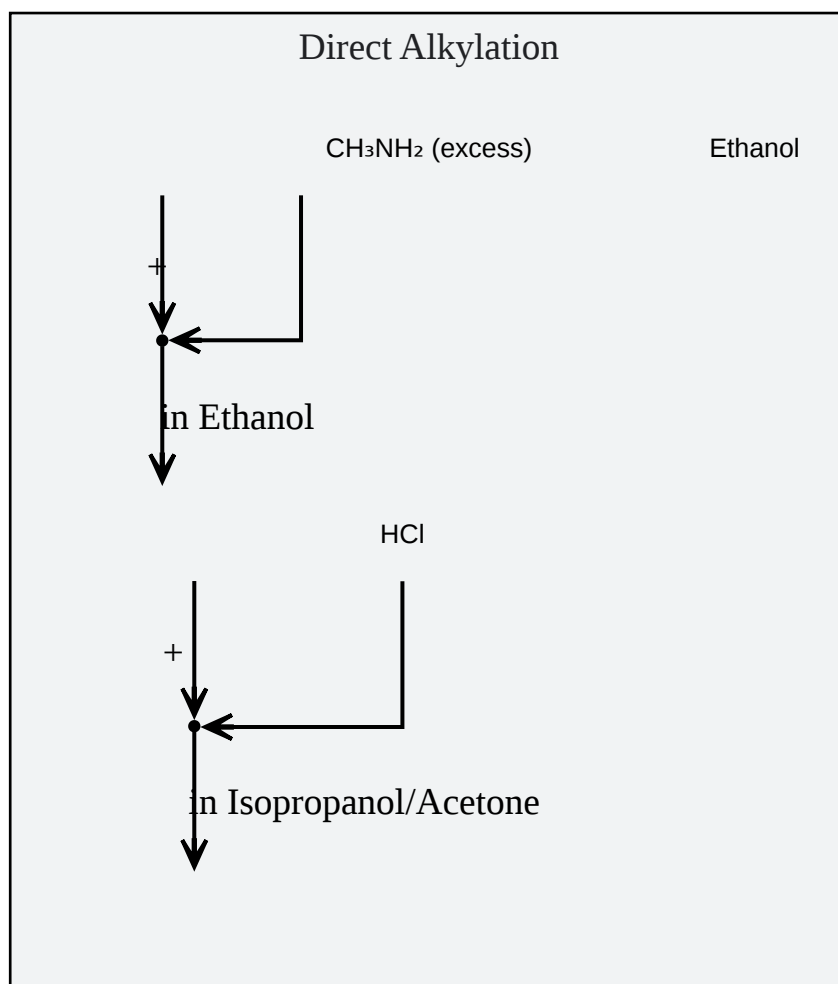 Direct Alkylation
CH₃NH₂ (excess) Ethanol
+
in Ethanol
HCl
+
in Isopropanol/Acetone